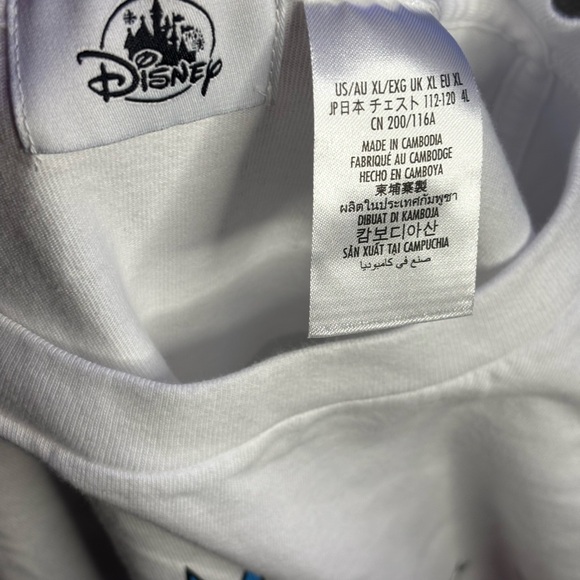 Disney
US/AU XL/EXG UK XL EU XL
JP日本 チェスト 112-120 4L
CN 200/116A
MADE IN CAMBODIA
FABRIQUÉ AU CAMBODGE
HECHO EN CAMBOYA
柬埔寨製
ผลิตในประเทศกัมพูชา
DIBUAT DI KAMBOJA
캄보디아산
SẢN XUẤT TẠI CAMPUCHIA
صنع في كامبوديا